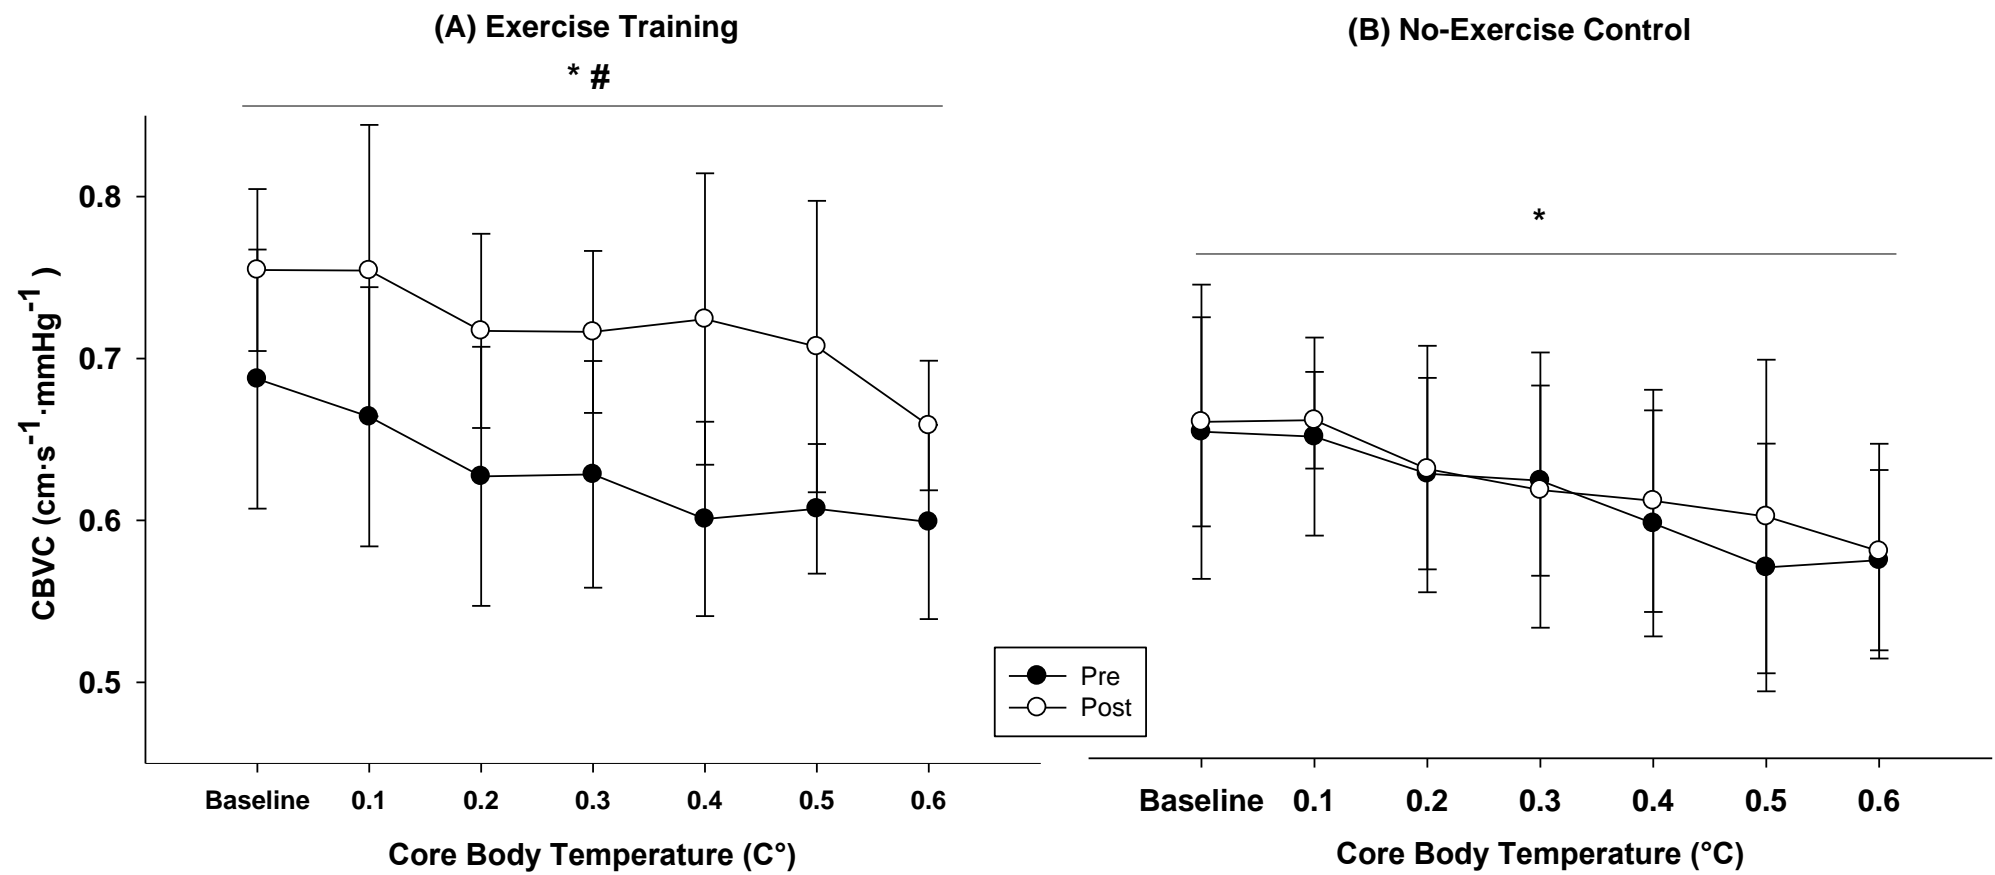 (A) Exercise Training
* #
(B) No-Exercise Control
*
CBVC (cm·s-1·mmHg-1 )
0.8
0.7
0.6
0.5
Baseline 0.1 0.2 0.3 0.4 0.5 0.6
Core Body Temperature (C°)
Pre
Post
Baseline 0.1 0.2 0.3 0.4 0.5 0.6
Core Body Temperature (°C)